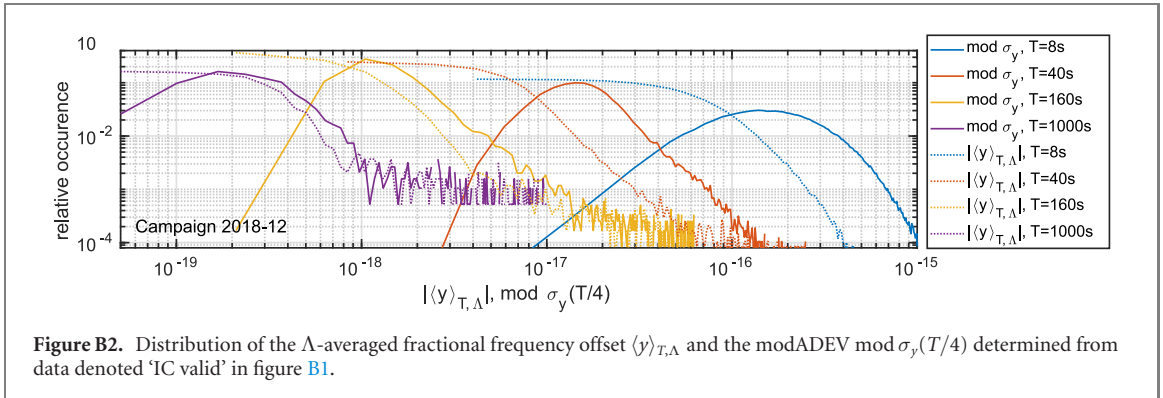 10
10⁻²
10⁻⁴
relative occurence
Campaign 2018-12
10⁻¹⁹ 10⁻¹⁸ 10⁻¹⁷ 10⁻¹⁶ 10⁻¹⁵
|⟨y⟩_T, Λ|, mod σ_y(T/4)
mod σ_y, T=8s
mod σ_y, T=40s
mod σ_y, T=160s
mod σ_y, T=1000s
|⟨y⟩_T, Λ|, T=8s
|⟨y⟩_T, Λ|, T=40s
|⟨y⟩_T, Λ|, T=160s
|⟨y⟩_T, Λ|, T=1000s
Figure B2. Distribution of the Λ-averaged fractional frequency offset ⟨y⟩_T,Λ and the modADEV mod σ_y(T/4) determined from
data denoted ‘IC valid’ in figure B1.